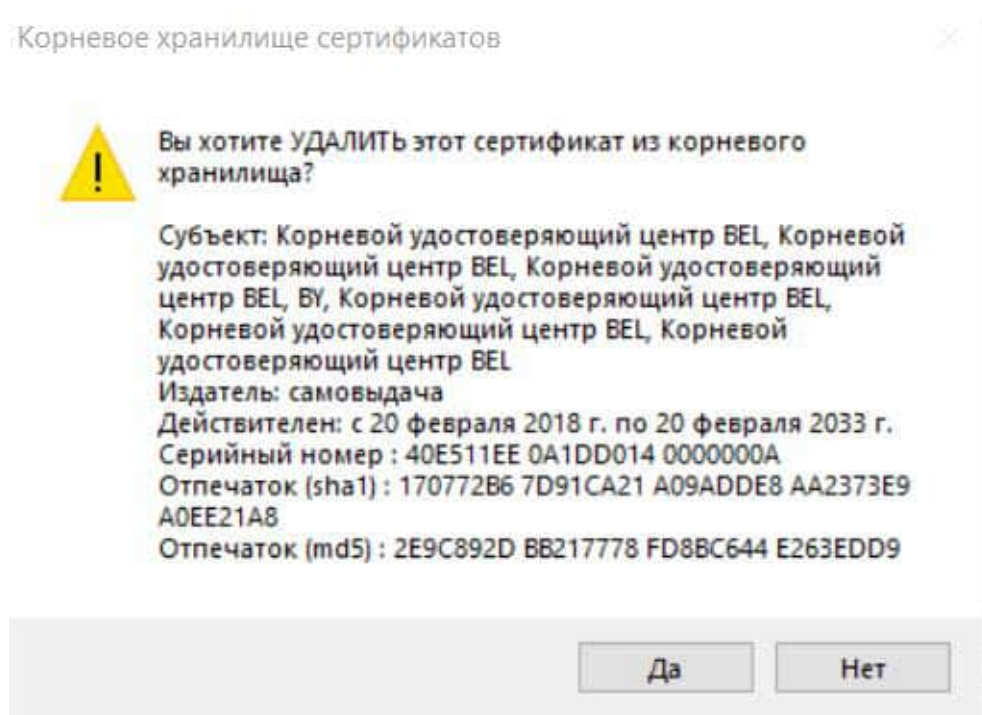 Корневое хранилище сертификатов
Вы хотите УДАЛИТЬ этот сертификат из корневого
хранилища?
Субъект: Корневой удостоверяющий центр BEL, Корневой
удостоверяющий центр BEL, Корневой удостоверяющий
центр BEL, BY, Корневой удостоверяющий центр BEL,
Корневой удостоверяющий центр BEL, Корневой
удостоверяющий центр BEL
Издатель: самовыдача
Действителен: с 20 февраля 2018 г. по 20 февраля 2033 г.
Серийный номер : 40E511EE 0A1DD014 0000000A
Отпечаток (sha1) : 170772B6 7D91CA21 A09ADDE8 AA2373E9
A0EE21A8
Отпечаток (md5) : 2E9C892D BB217778 FD8BC644 E263EDD9
Да
Нет